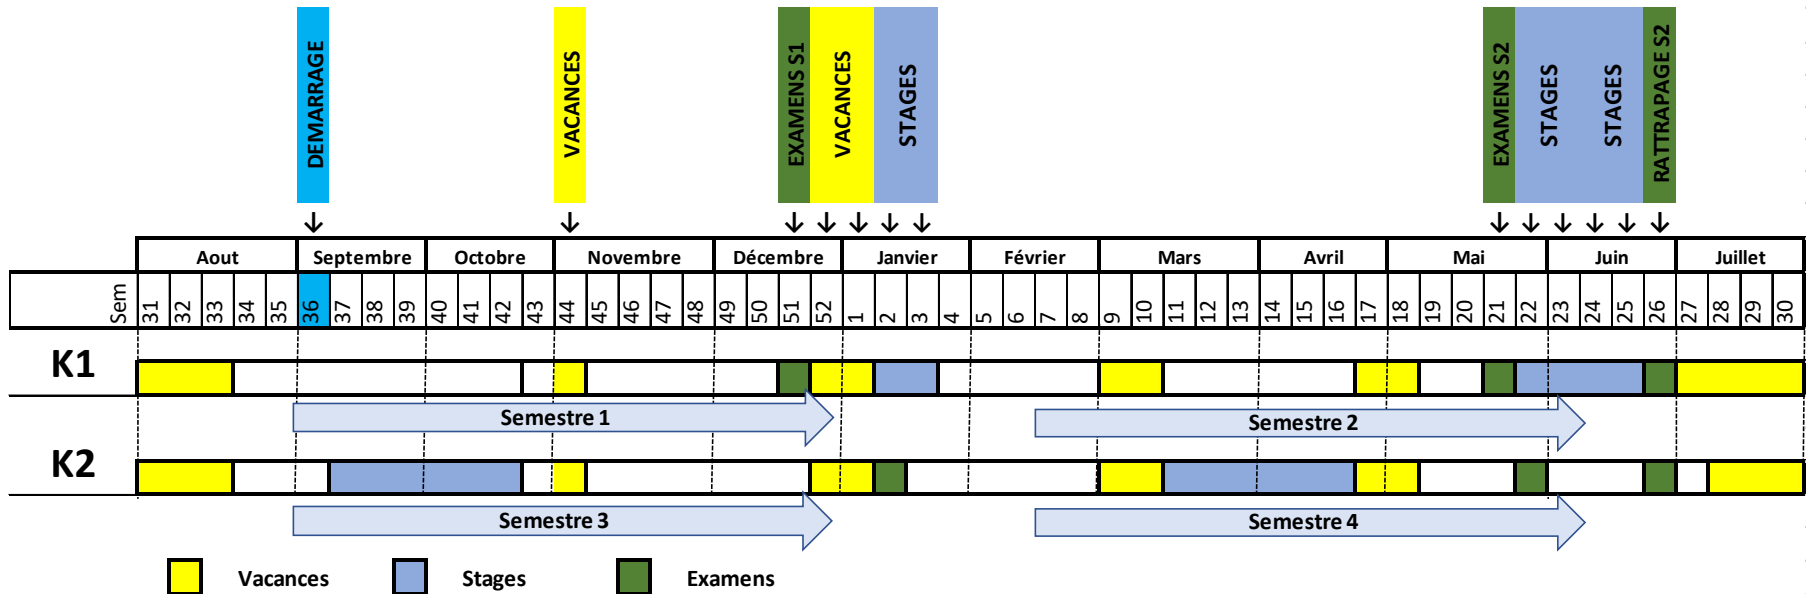 DEMARRAGE
VACANCES
EXAMENS S1
VACANCES
STAGES
EXAMENS S2
STAGES
STAGES
RATTRAPAGE S2
Aout Septembre Octobre Novembre Décembre Janvier Février Mars Avril Mai Juin Juillet
Sem 31 32 33 34 35 36 37 38 39 40 41 42 43 44 45 46 47 48 49 50 51 52 1 2 3 4 5 6 7 8 9 10 11 12 13 14 15 16 17 18 19 20 21 22 23 24 25 26 27 28 29 30
K1
Semestre 1 Semestre 2
K2
Semestre 3 Semestre 4
Vacances Stages Examens